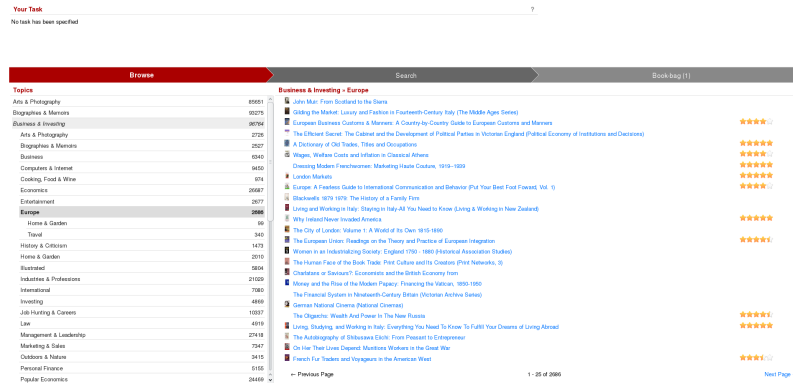 Your Task
?
No task has been specified
Browse
Search
Book-bag (1)
Topics
Arts & Photography 85651
Biographies & Memoirs 93275
Business & Investing 96764
Arts & Photography 2726
Biographies & Memoirs 2527
Business 6340
Computers & Internet 9450
Cooking, Food & Wine 974
Economics 26687
Entertainment 2677
Europe 2686
Home & Garden 99
Travel 340
History & Criticism 1473
Home & Garden 2010
Illustrated 5804
Industries & Professions 21029
International 7080
Investing 4869
Job Hunting & Careers 10337
Law 4919
Management & Leadership 27418
Marketing & Sales 7347
Outdoors & Nature 3415
Personal Finance 5155
Popular Economics 24469
Business & Investing » Europe
John Muir: From Scotland to the Sierra
Gilding the Market: Luxury and Fashion in Fourteenth-Century Italy (The Middle Ages Series)
European Business Customs & Manners: A Country-by-Country Guide to European Customs and Manners
The Efficient Secret: The Cabinet and the Development of Political Parties in Victorian England (Political Economy of Institutions and Decisions)
A Dictionary of Old Trades, Titles and Occupations
Wages, Welfare Costs and Inflation in Classical Athens
Dressing Modern Frenchwomen: Marketing Haute Couture, 1919–1939
London Markets
Europe: A Fearless Guide to International Communication and Behavior (Put Your Best Foot Foward, Vol. 1)
Blackwells 1879 1979: The History of a Family Firm
Living and Working in Italy: Staying in Italy-All You Need to Know (Living & Working in New Zealand)
Why Ireland Never Invaded America
The City of London: Volume 1: A World of Its Own 1815-1890
The European Union: Readings on the Theory and Practice of European Integration
Women in an Industrializing Society: England 1750 - 1880 (Historical Association Studies)
The Human Face of the Book Trade: Print Culture and Its Creators (Print Networks, 3)
Charlatans or Saviours?: Economists and the British Economy from
Money and the Rise of the Modern Papacy: Financing the Vatican, 1850-1950
The Financial System in Nineteenth-Century Britain (Victorian Archive Series)
German National Cinema (National Cinemas)
The Oligarchs: Wealth And Power In The New Russia
Living, Studying, and Working in Italy: Everything You Need To Know To Fulfill Your Dreams of Living Abroad
The Autobiography of Shibusawa Eiichi: From Peasant to Entrepreneur
On Her Their Lives Depend: Munitions Workers in the Great War
French Fur Traders and Voyageurs in the American West
← Previous Page
1 - 25 of 2686
Next Page